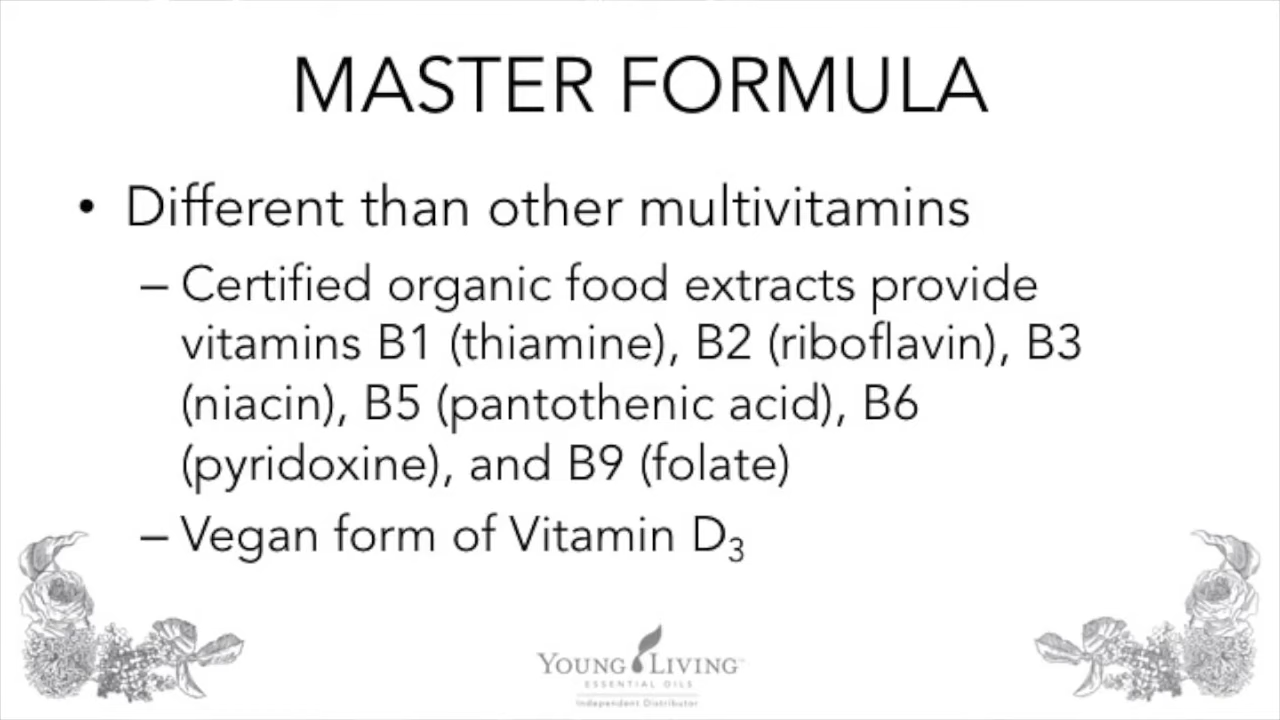 MASTER FORMULA
• Different than other multivitamins
– Certified organic food extracts provide
vitamins B1 (thiamine), B2 (riboflavin), B3
(niacin), B5 (pantothenic acid), B6
(pyridoxine), and B9 (folate)
– Vegan form of Vitamin D₃
YOUNG LIVING™
ESSENTIAL OILS
Independent Distributor